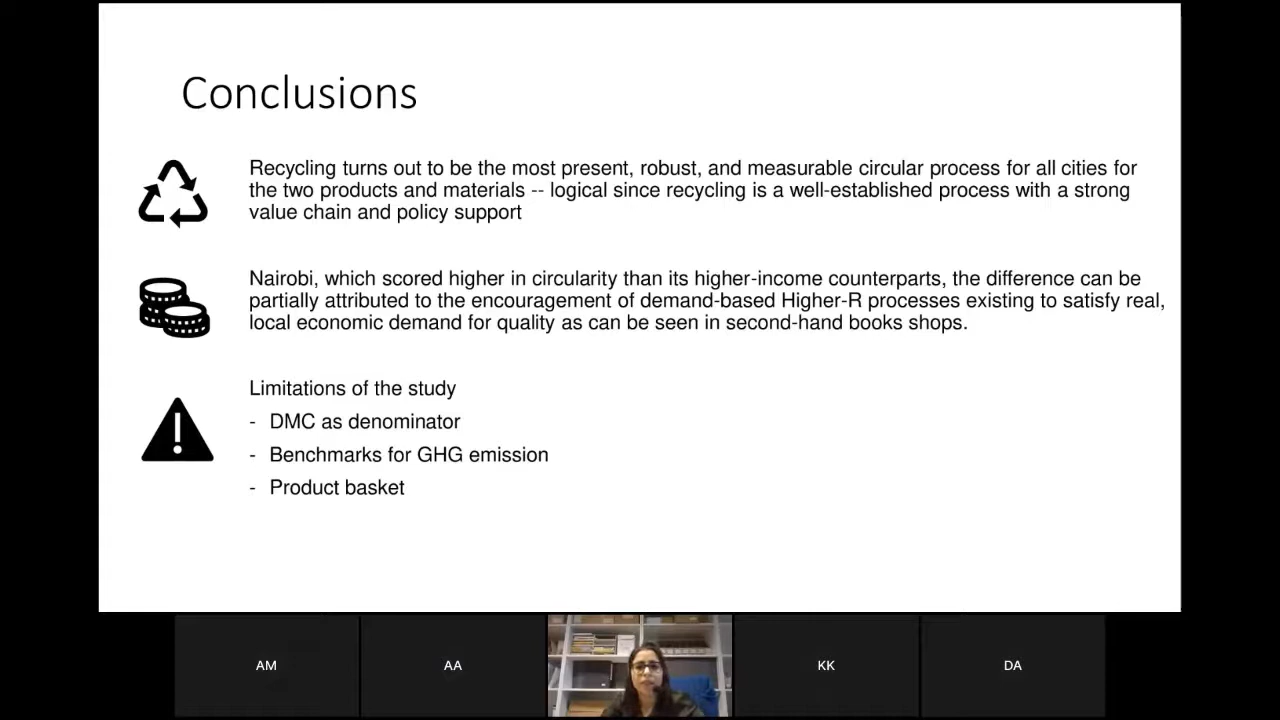 Conclusions
Recycling turns out to be the most present, robust, and measurable circular process for all cities for
the two products and materials -- logical since recycling is a well-established process with a strong
value chain and policy support
Nairobi, which scored higher in circularity than its higher-income counterparts, the difference can be
partially attributed to the encouragement of demand-based Higher-R processes existing to satisfy real,
local economic demand for quality as can be seen in second-hand books shops.
Limitations of the study
- DMC as denominator
- Benchmarks for GHG emission
- Product basket
AM
AA
KK
DA